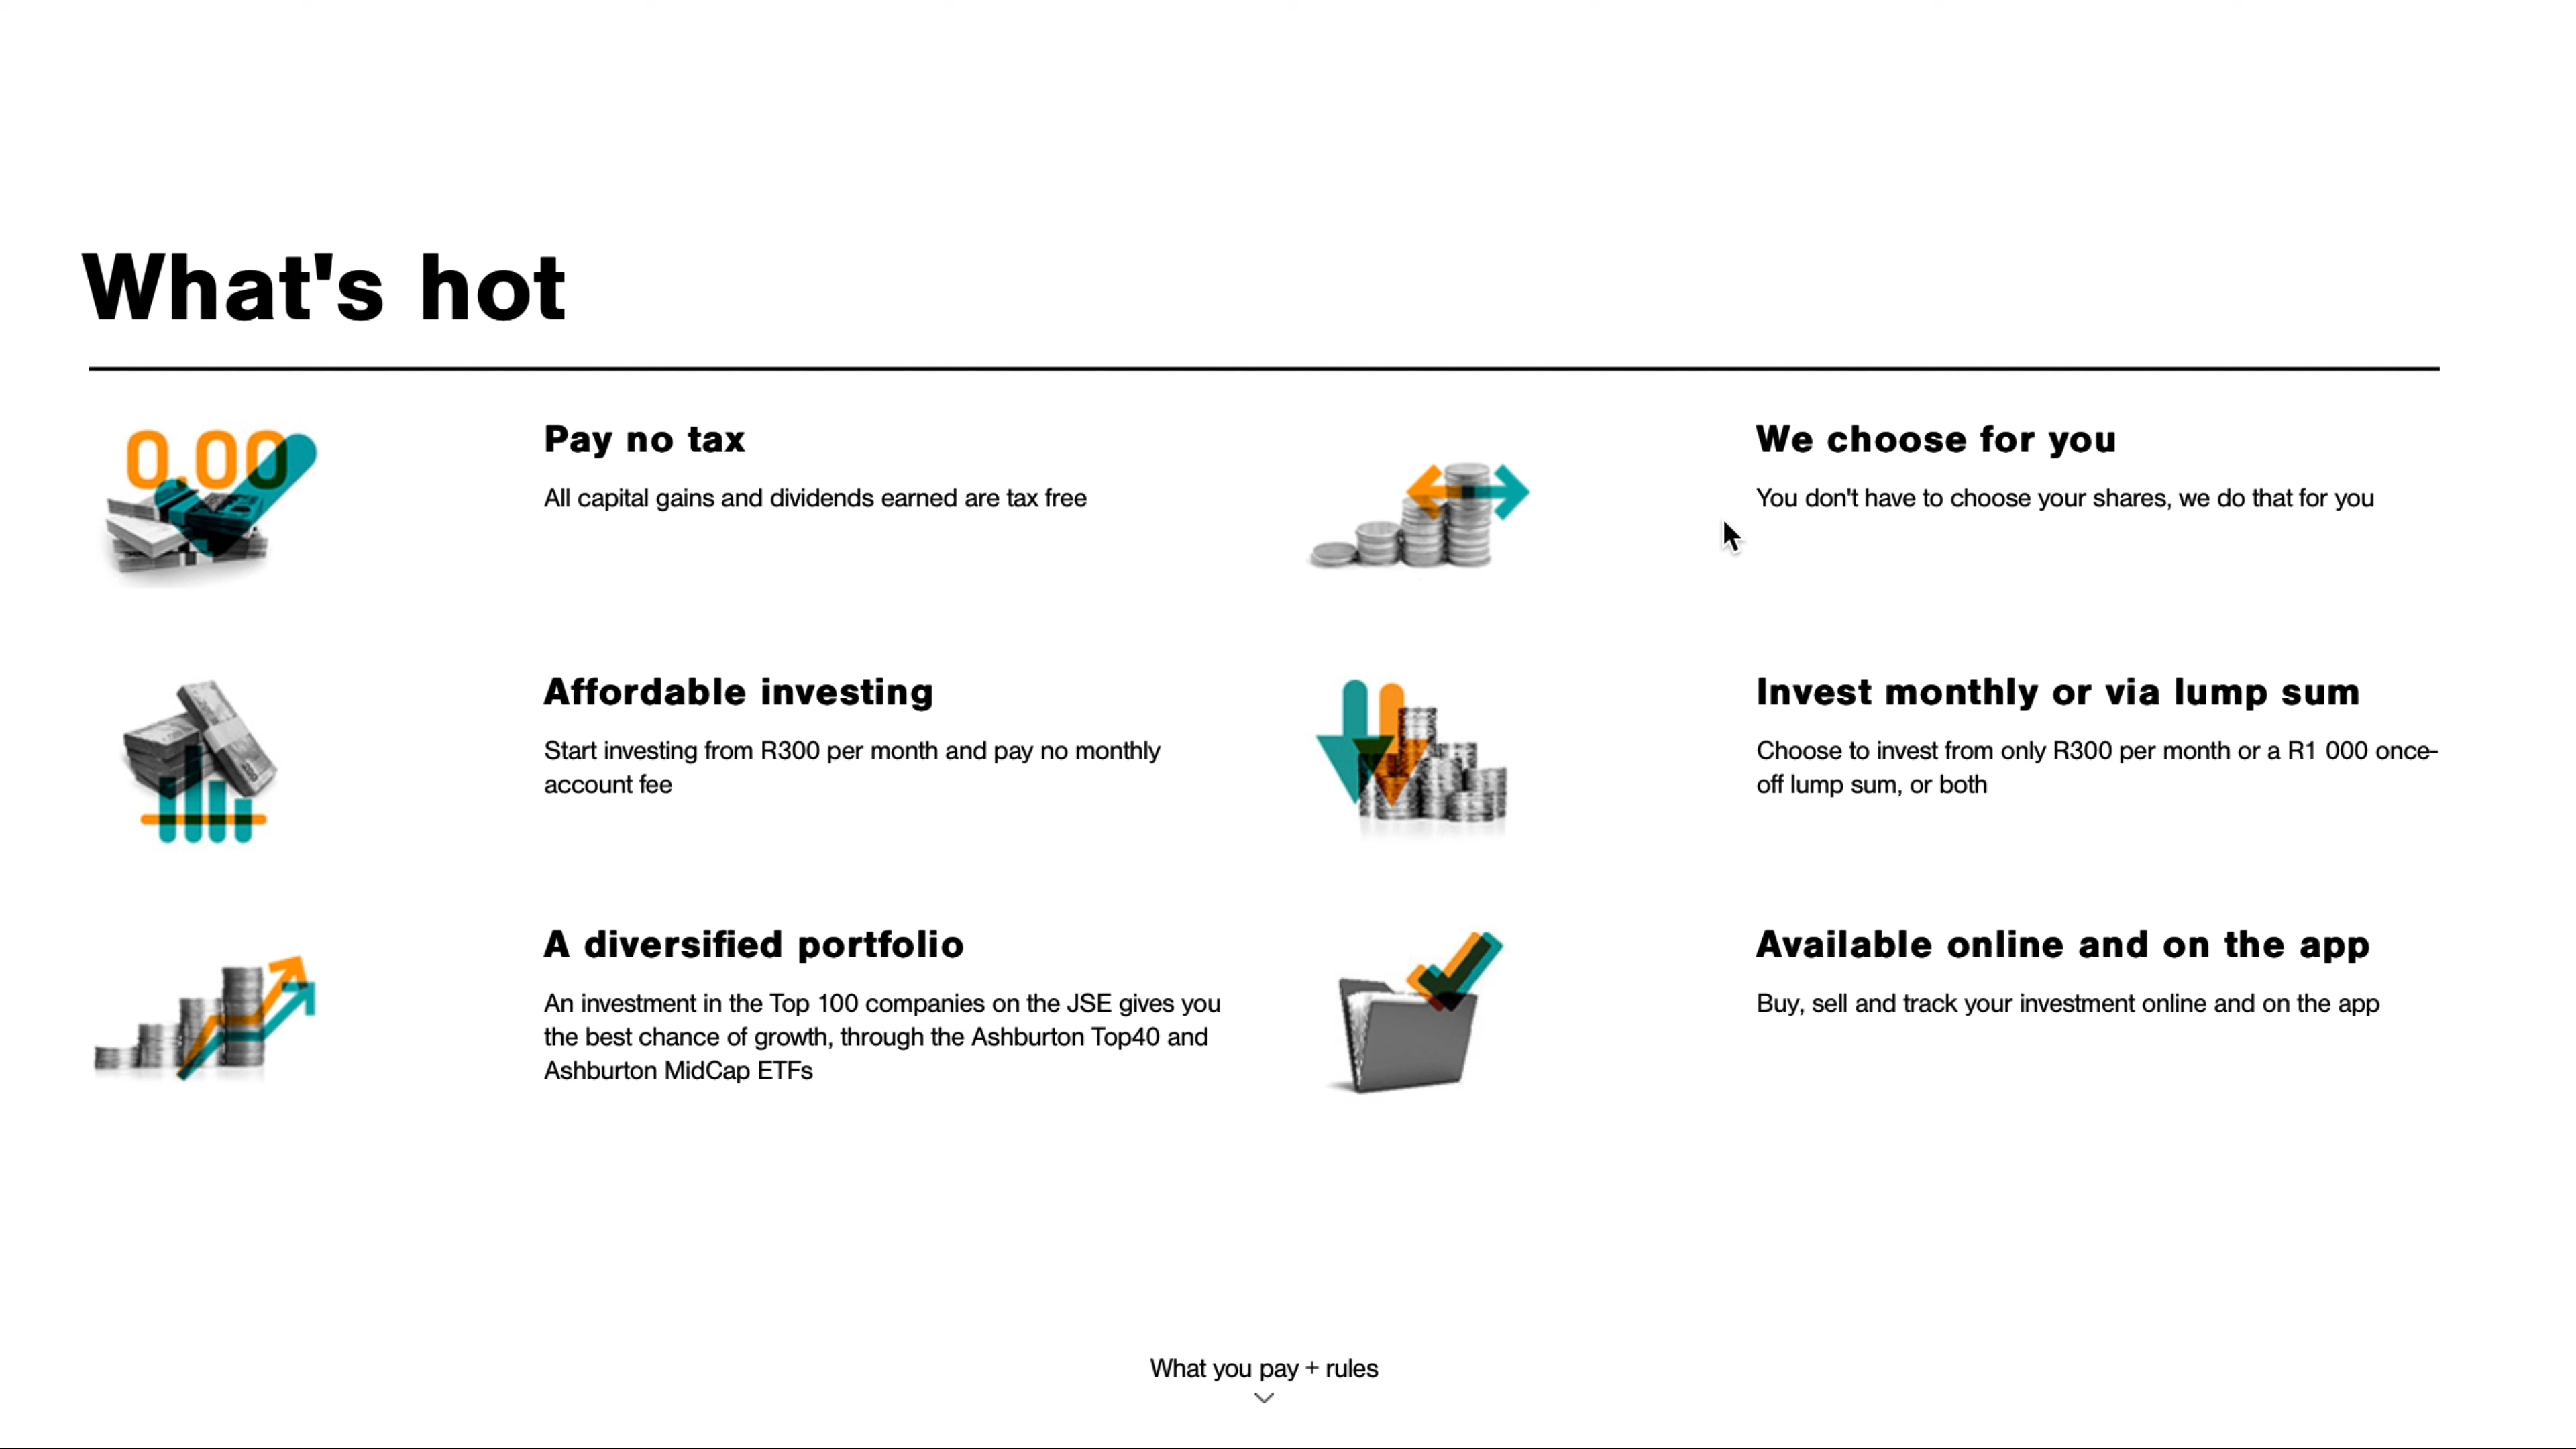 What's hot
0.00
Pay no tax
All capital gains and dividends earned are tax free
We choose for you
You don't have to choose your shares, we do that for you
Affordable investing
Start investing from R300 per month and pay no monthly
account fee
Invest monthly or via lump sum
Choose to invest from only R300 per month or a R1 000 once-
off lump sum, or both
A diversified portfolio
An investment in the Top 100 companies on the JSE gives you
the best chance of growth, through the Ashburton Top40 and
Ashburton MidCap ETFs
Available online and on the app
Buy, sell and track your investment online and on the app
What you pay + rules